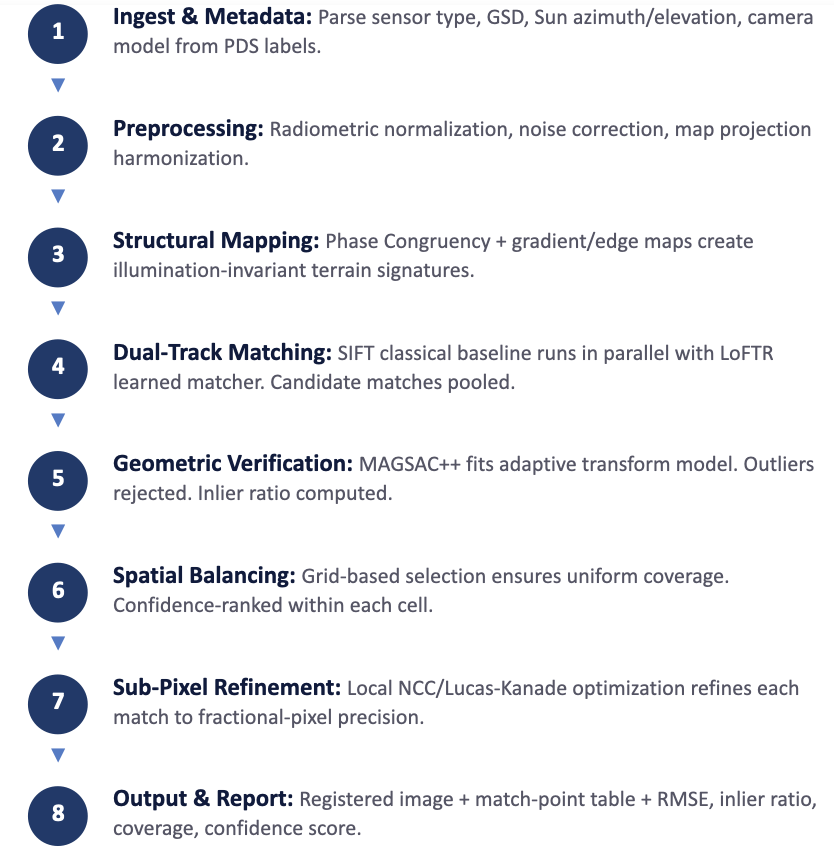 1
Ingest & Metadata: Parse sensor type, GSD, Sun azimuth/elevation, camera
model from PDS labels.
2
Preprocessing: Radiometric normalization, noise correction, map projection
harmonization.
3
Structural Mapping: Phase Congruency + gradient/edge maps create
illumination-invariant terrain signatures.
4
Dual-Track Matching: SIFT classical baseline runs in parallel with LoFTR
learned matcher. Candidate matches pooled.
5
Geometric Verification: MAGSAC++ fits adaptive transform model. Outliers
rejected. Inlier ratio computed.
6
Spatial Balancing: Grid-based selection ensures uniform coverage.
Confidence-ranked within each cell.
7
Sub-Pixel Refinement: Local NCC/Lucas-Kanade optimization refines each
match to fractional-pixel precision.
8
Output & Report: Registered image + match-point table + RMSE, inlier ratio,
coverage, confidence score.